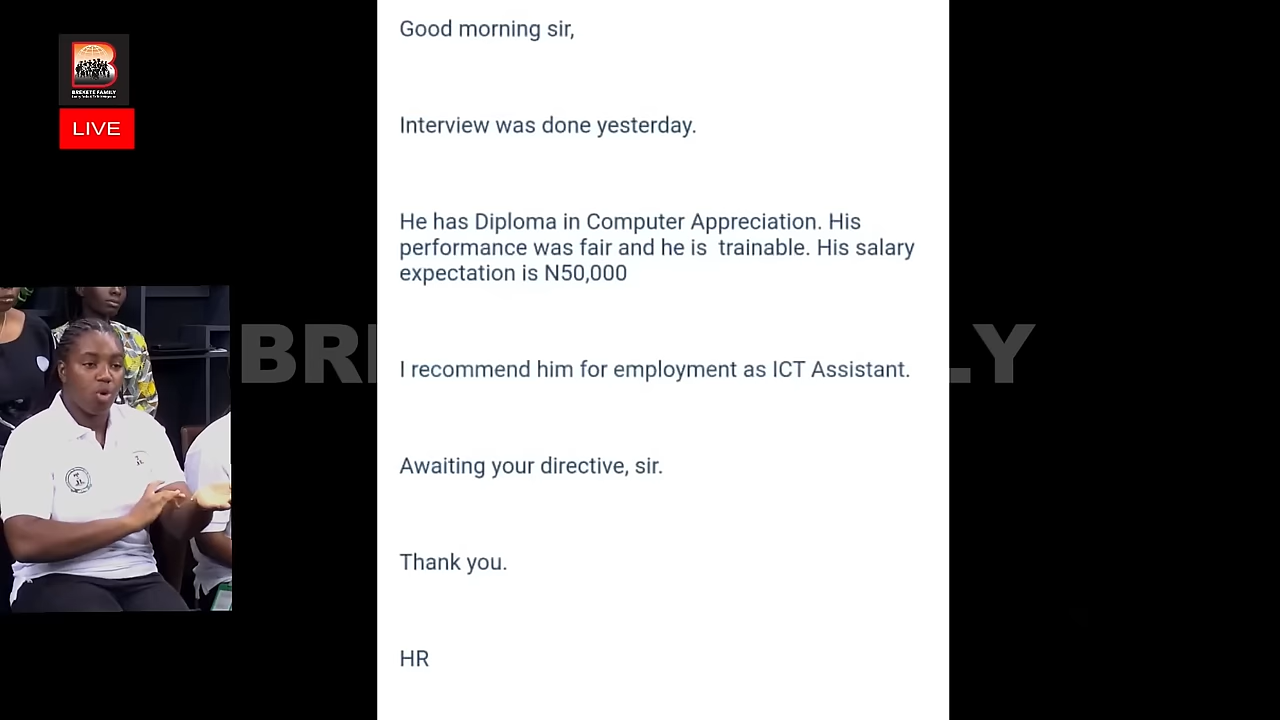 BREKETE FAMILY
LIVE
Good morning sir,
Interview was done yesterday.
He has Diploma in Computer Appreciation. His
performance was fair and he is  trainable. His salary
expectation is N50,000
I recommend him for employment as ICT Assistant.
Awaiting your directive, sir.
Thank you.
HR